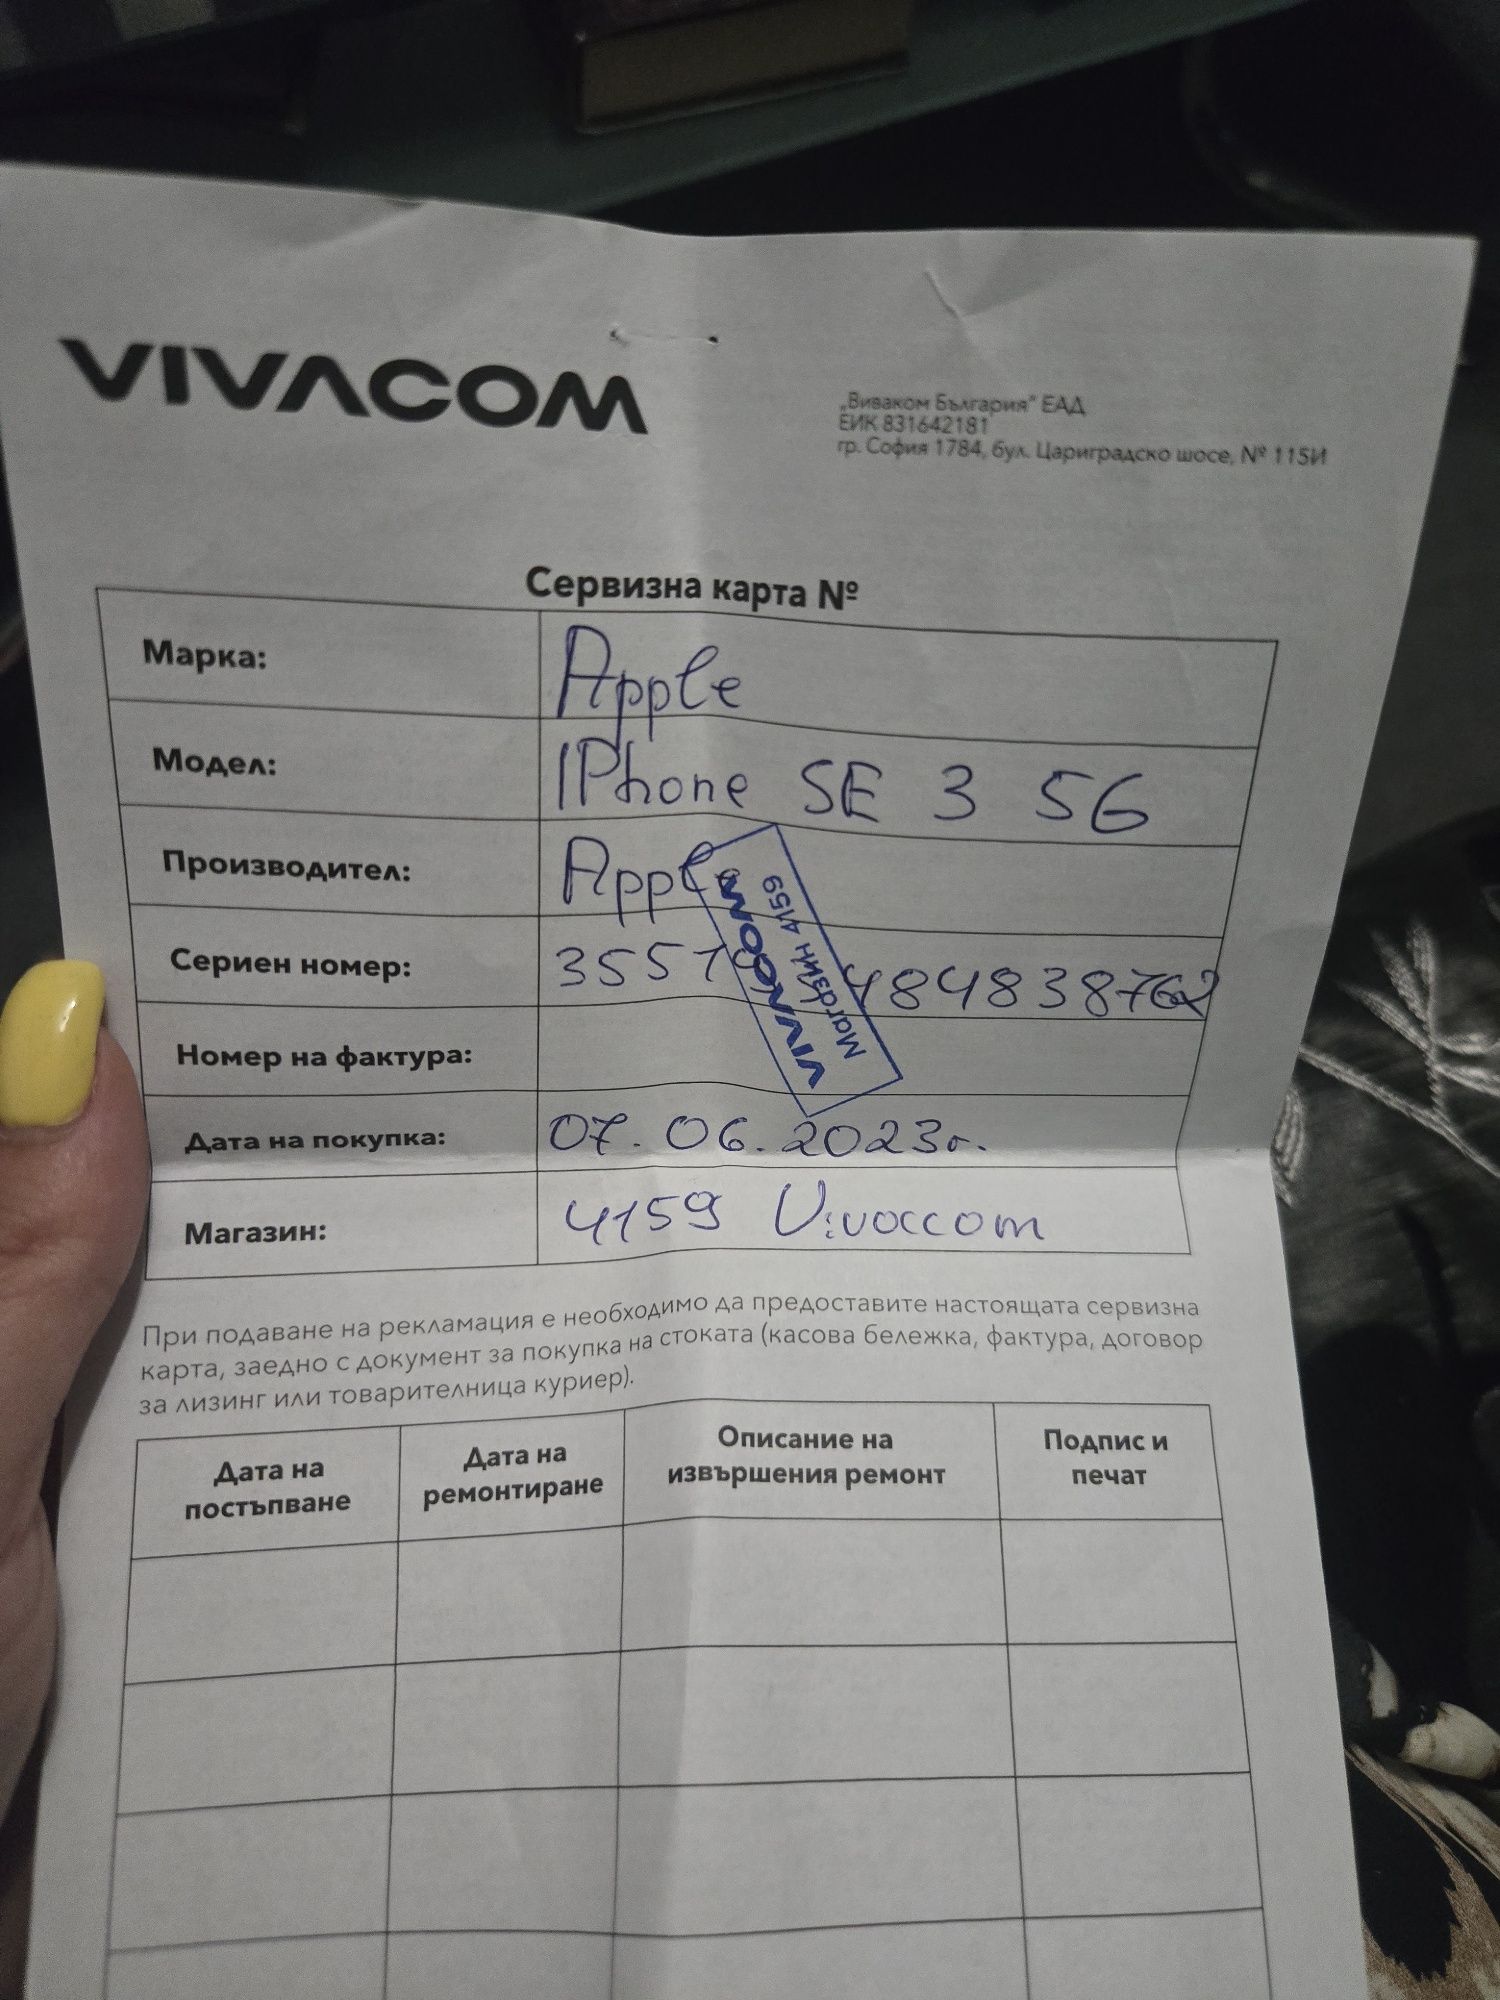 VIVACOM
„Виваком България" ЕАД
ЕИК 831642181
гр. София 1784, бул. Цариградско шосе, № 115И
Сервизна карта №
Марка: Apple
Модел: IPhone SE 3 5G
Производител: Apple
VIVACOM
Магазин 4159
Сериен номер:
Номер на фактура:
Дата на покупка: 07.06.2023г.
Магазин: 4159 Vivaccom
При подаване на рекламация е необходимо да предоставите настоящата сервизна
карта, заедно с документ за покупка на стоката (касова бележка, фактура, договор
за лизинг или товарителница куриер).
Дата на постъпване Дата на ремонтиране Описание на извършения ремонт Подпис и печат